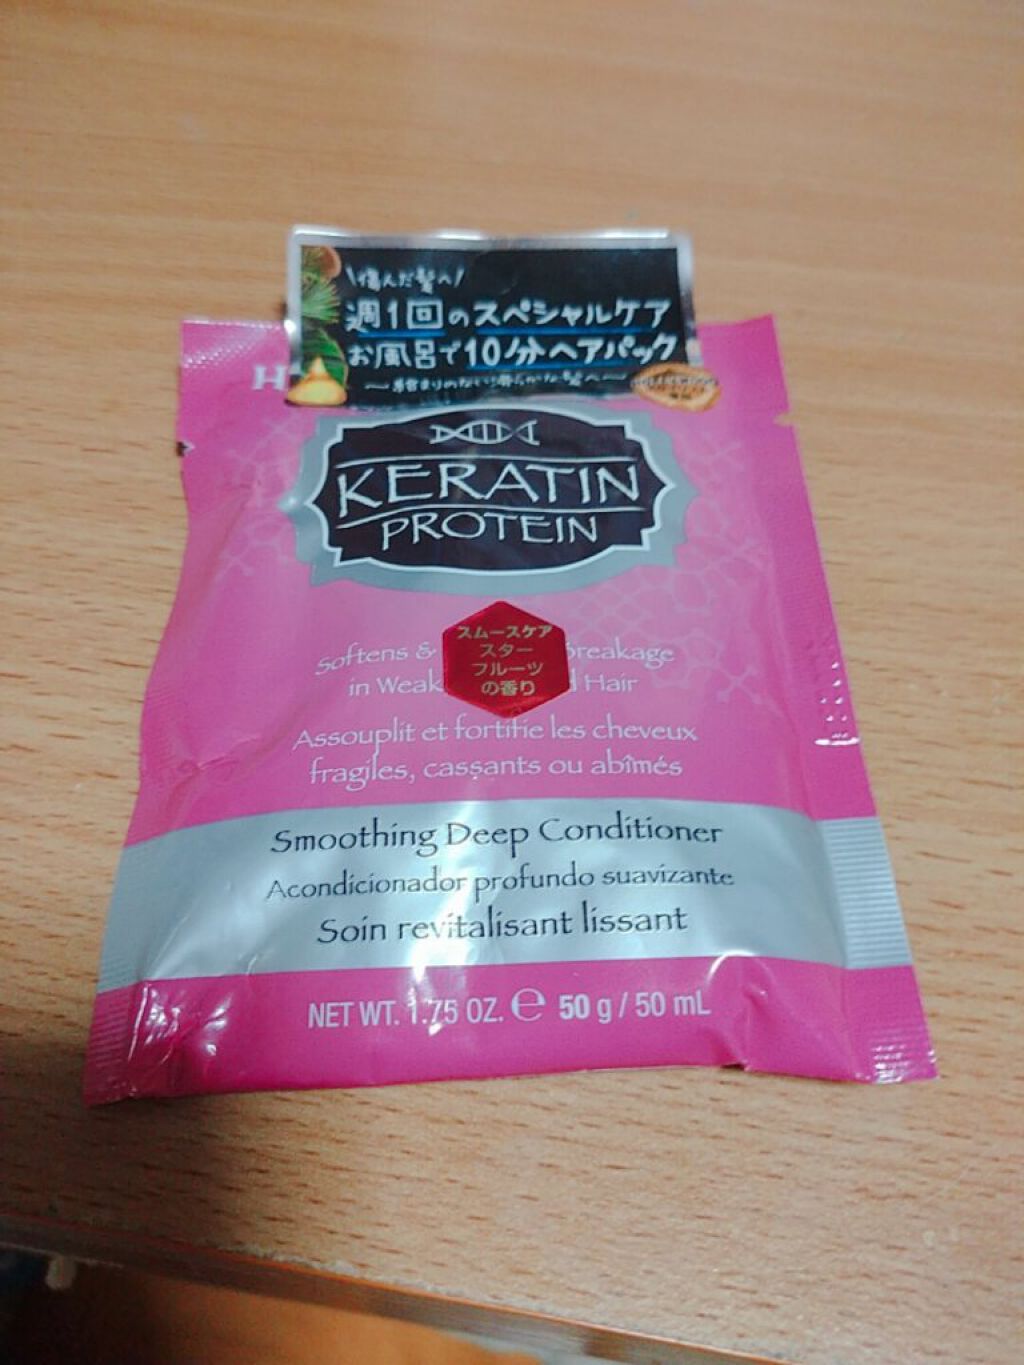 \傷んだ髪へ/
週1回のスペシャルケア
お風呂で10分ヘアパック
H
KERATIN
PROTEIN
Softens & breakage
in Weak Hair
スムースケア
スター
フルーツ
の香り
Assouplit et fortifie les cheveux
fragiles, cassants ou abîmés
Smoothing Deep Conditioner
Acondicionador profundo suavizante
Soin revitalisant lissant
NET WT. 1.75 OZ. ℮ 50 g / 50 mL